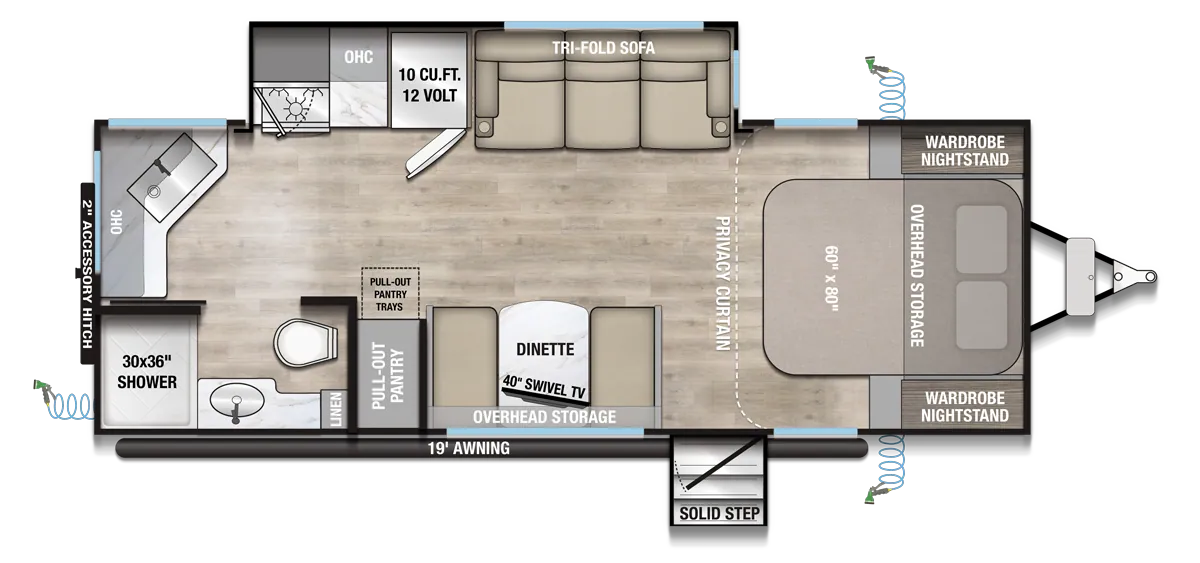 TRI-FOLD SOFA
OHC
10 CU.FT.
12 VOLT
WARDROBE
NIGHTSTAND
OHC
2" ACCESSORY HITCH
PRIVACY CURTAIN
60" x 80"
OVERHEAD STORAGE
PULL-OUT
PANTRY
TRAYS
30x36"
SHOWER
LINEN
PULL-OUT
PANTRY
DINETTE
40" SWIVEL TV
OVERHEAD STORAGE
WARDROBE
NIGHTSTAND
19' AWNING
SOLID STEP